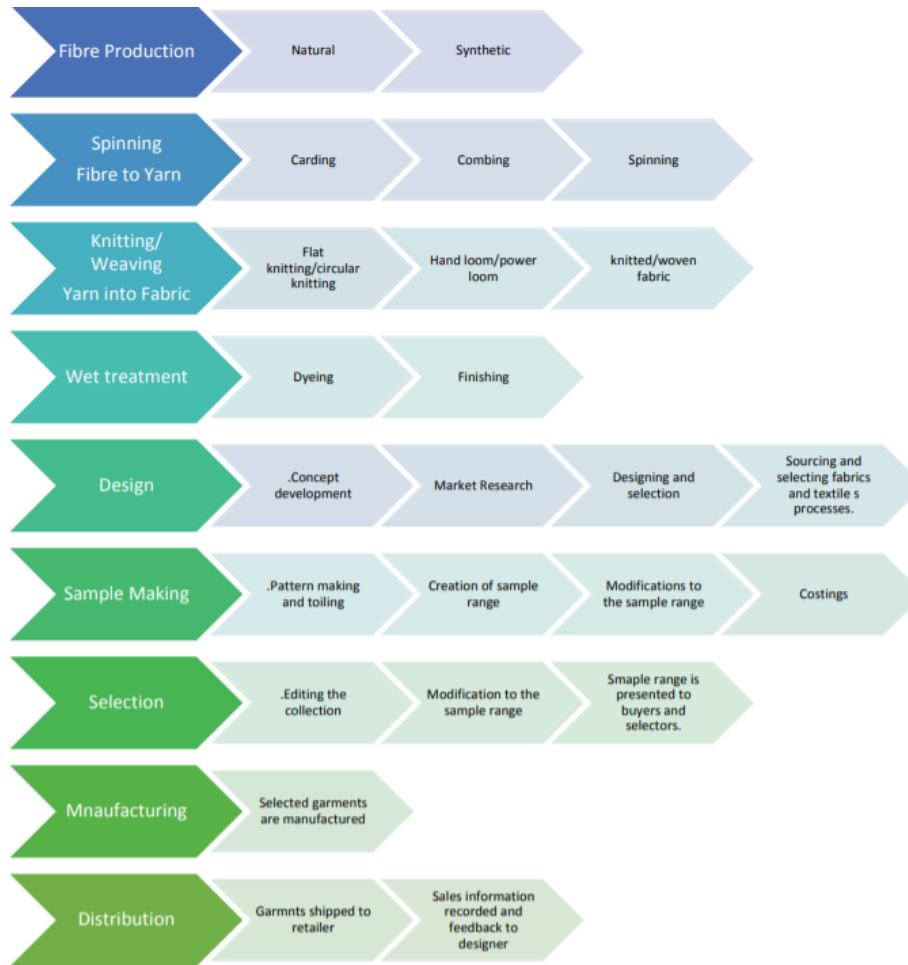 Fibre Production
Natural
Synthetic
Spinning
Fibre to Yarn
Carding
Combing
Spinning
Knitting/
Weaving
Yarn into Fabric
Flat
knitting/circular
knitting
Hand loom/power
loom
knitted/woven
fabric
Wet treatment
Dyeing
Finishing
Design
.Concept
development
Market Research
Designing and
selection
Sourcing and
selecting fabrics
and textile s
processes.
Sample Making
.Pattern making
and toiling
Creation of sample
range
Modifications to
the sample range
Costings
Selection
.Editing the
collection
Modification to the
sample range
Smaple range is
presented to
buyers and
selectors.
Mnaufacturing
Selected garments
are manufactured
Distribution
Garmnts shipped to
retailer
Sales information
recorded and
feedback to
designer